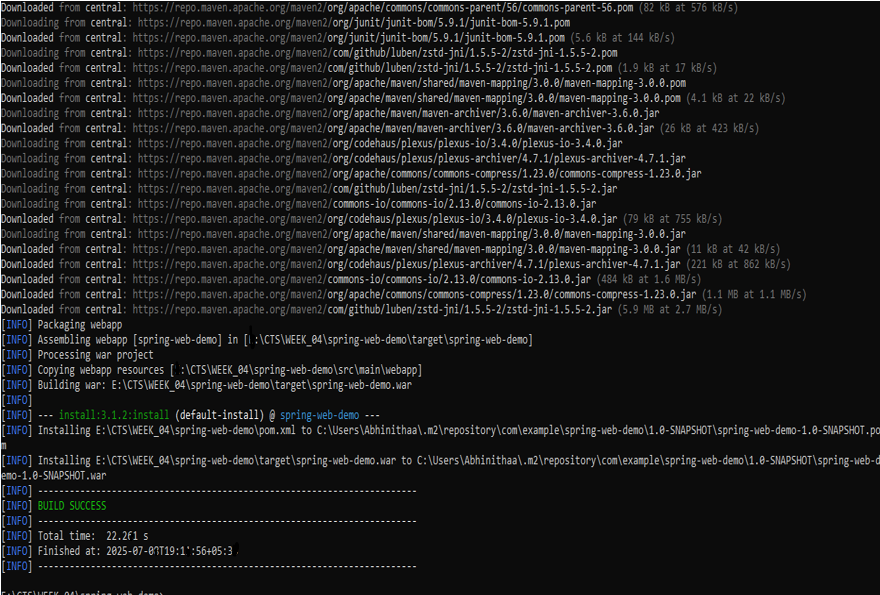 Downloaded from central: https://repo.maven.apache.org/maven2/org/apache/commons/commons-parent/56/commons-parent-56.pom (82 kB at 576 kB/s)
Downloading from central: https://repo.maven.apache.org/maven2/org/junit/junit-bom/5.9.1/junit-bom-5.9.1.pom
Downloaded from central: https://repo.maven.apache.org/maven2/org/junit/junit-bom/5.9.1/junit-bom-5.9.1.pom (5.6 kB at 144 kB/s)
Downloading from central: https://repo.maven.apache.org/maven2/com/github/luben/zstd-jni/1.5.5-2/zstd-jni-1.5.5-2.pom
Downloaded from central: https://repo.maven.apache.org/maven2/com/github/luben/zstd-jni/1.5.5-2/zstd-jni-1.5.5-2.pom (1.9 kB at 17 kB/s)
Downloading from central: https://repo.maven.apache.org/maven2/org/apache/maven/shared/maven-mapping/3.0.0/maven-mapping-3.0.0.pom
Downloaded from central: https://repo.maven.apache.org/maven2/org/apache/maven/shared/maven-mapping/3.0.0/maven-mapping-3.0.0.pom (4.1 kB at 22 kB/s)
Downloading from central: https://repo.maven.apache.org/maven2/org/apache/maven/maven-archiver/3.6.0/maven-archiver-3.6.0.jar
Downloaded from central: https://repo.maven.apache.org/maven2/org/apache/maven/maven-archiver/3.6.0/maven-archiver-3.6.0.jar (26 kB at 423 kB/s)
Downloading from central: https://repo.maven.apache.org/maven2/org/codehaus/plexus/plexus-io/3.4.0/plexus-io-3.4.0.jar
Downloading from central: https://repo.maven.apache.org/maven2/org/codehaus/plexus/plexus-archiver/4.7.1/plexus-archiver-4.7.1.jar
Downloading from central: https://repo.maven.apache.org/maven2/org/apache/commons/commons-compress/1.23.0/commons-compress-1.23.0.jar
Downloading from central: https://repo.maven.apache.org/maven2/com/github/luben/zstd-jni/1.5.5-2/zstd-jni-1.5.5-2.jar
Downloading from central: https://repo.maven.apache.org/maven2/commons-io/commons-io/2.13.0/commons-io-2.13.0.jar
Downloaded from central: https://repo.maven.apache.org/maven2/org/codehaus/plexus/plexus-io/3.4.0/plexus-io-3.4.0.jar (79 kB at 755 kB/s)
Downloading from central: https://repo.maven.apache.org/maven2/org/apache/maven/shared/maven-mapping/3.0.0/maven-mapping-3.0.0.jar
Downloaded from central: https://repo.maven.apache.org/maven2/org/apache/maven/shared/maven-mapping/3.0.0/maven-mapping-3.0.0.jar (11 kB at 42 kB/s)
Downloaded from central: https://repo.maven.apache.org/maven2/org/codehaus/plexus/plexus-archiver/4.7.1/plexus-archiver-4.7.1.jar (221 kB at 862 kB/s)
Downloaded from central: https://repo.maven.apache.org/maven2/commons-io/commons-io/2.13.0/commons-io-2.13.0.jar (484 kB at 1.6 MB/s)
Downloaded from central: https://repo.maven.apache.org/maven2/org/apache/commons/commons-compress/1.23.0/commons-compress-1.23.0.jar (1.1 MB at 1.1 MB/s)
Downloaded from central: https://repo.maven.apache.org/maven2/com/github/luben/zstd-jni/1.5.5-2/zstd-jni-1.5.5-2.jar (5.9 MB at 2.7 MB/s)
[INFO] Packaging webapp
[INFO] Assembling webapp [spring-web-demo] in [ :\CTS\WEEK_04\spring-web-demo\target\spring-web-demo]
[INFO] Processing war project
[INFO] Copying webapp resources [ :\CTS\WEEK_04\spring-web-demo\src\main\webapp]
[INFO] Building war: E:\CTS\WEEK_04\spring-web-demo\target\spring-web-demo.war
[INFO]
[INFO] --- install:3.1.2:install (default-install) @ spring-web-demo ---
[INFO] Installing E:\CTS\WEEK_04\spring-web-demo\pom.xml to C:\Users\Abhinithaa\.m2\repository\com\example\spring-web-demo\1.0-SNAPSHOT\spring-web-demo-1.0-SNAPSHOT.po
m
[INFO] Installing E:\CTS\WEEK_04\spring-web-demo\target\spring-web-demo.war to C:\Users\Abhinithaa\.m2\repository\com\example\spring-web-demo\1.0-SNAPSHOT\spring-web-d
emo-1.0-SNAPSHOT.war
[INFO] ------------------------------------------------------------------------
[INFO] BUILD SUCCESS
[INFO] ------------------------------------------------------------------------
[INFO] Total time: s
[INFO] Finished at:
[INFO] ------------------------------------------------------------------------